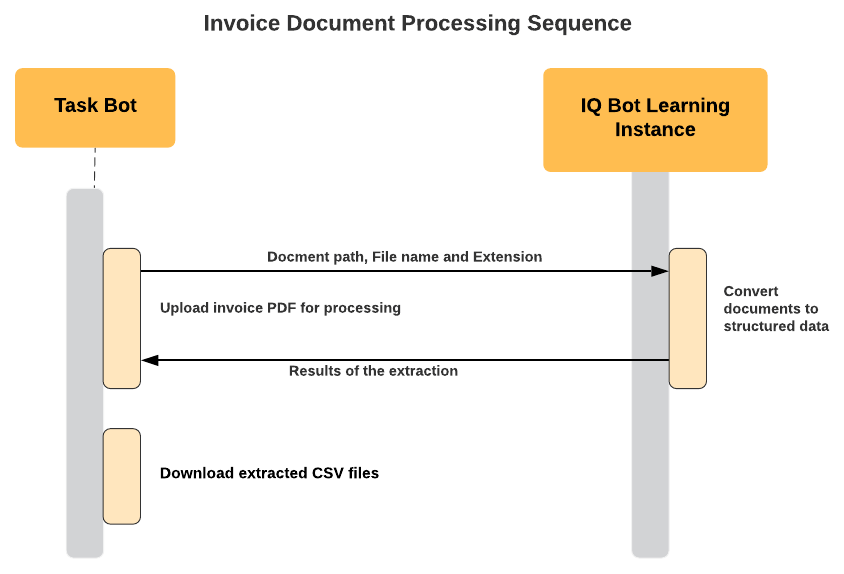 Invoice Document Processing Sequence
Task Bot
IQ Bot Learning
Instance
Docment path, File name and Extension
Upload invoice PDF for processing
Convert
documents to
structured data
Results of the extraction
Download extracted CSV files